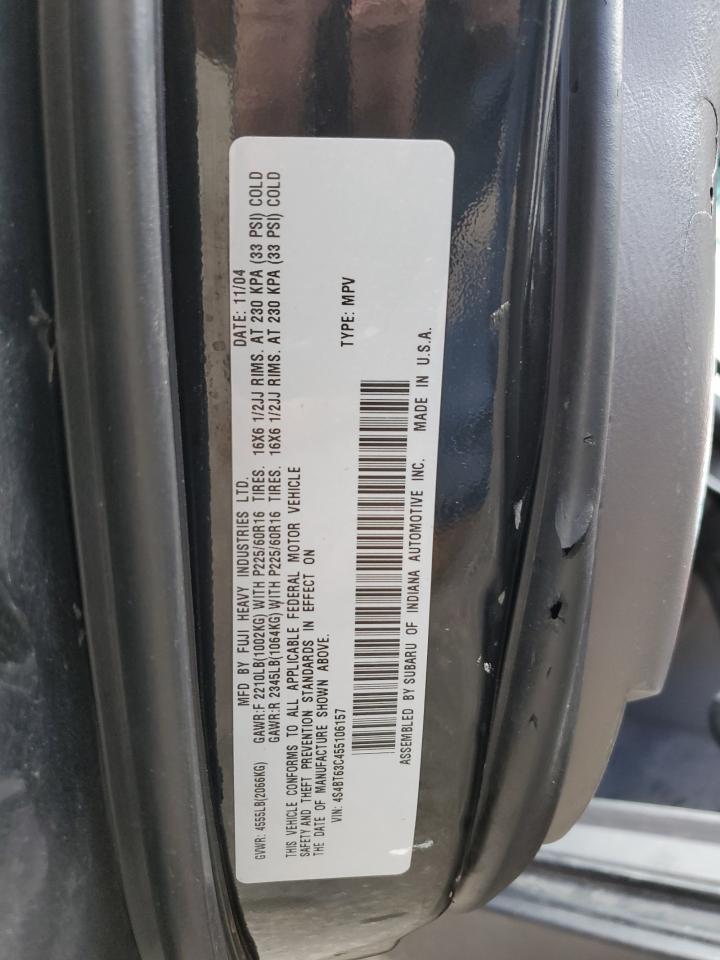 MFD BY FUJI HEAVY INDUSTRIES LTD. DATE: 11/04
GVWR: 4555LB(2066KG) GAWR:F 2210LB(1002KG) WITH P225/60R16 TIRES. 16X6 1/2JJ RIMS. AT 230 KPA (33 PSI) COLD
GAWR:R 2345LB(1064KG) WITH P225/60R16 TIRES. 16X6 1/2JJ RIMS. AT 230 KPA (33 PSI) COLD
THIS VEHICLE CONFORMS TO ALL APPLICABLE FEDERAL MOTOR VEHICLE
SAFETY AND THEFT PREVENTION STANDARDS IN EFFECT ON
THE DATE OF MANUFACTURE SHOWN ABOVE.
VIN: 4S4BT63C455106157 TYPE: MPV
ASSEMBLED BY SUBARU OF INDIANA AUTOMOTIVE INC. MADE IN U.S.A.